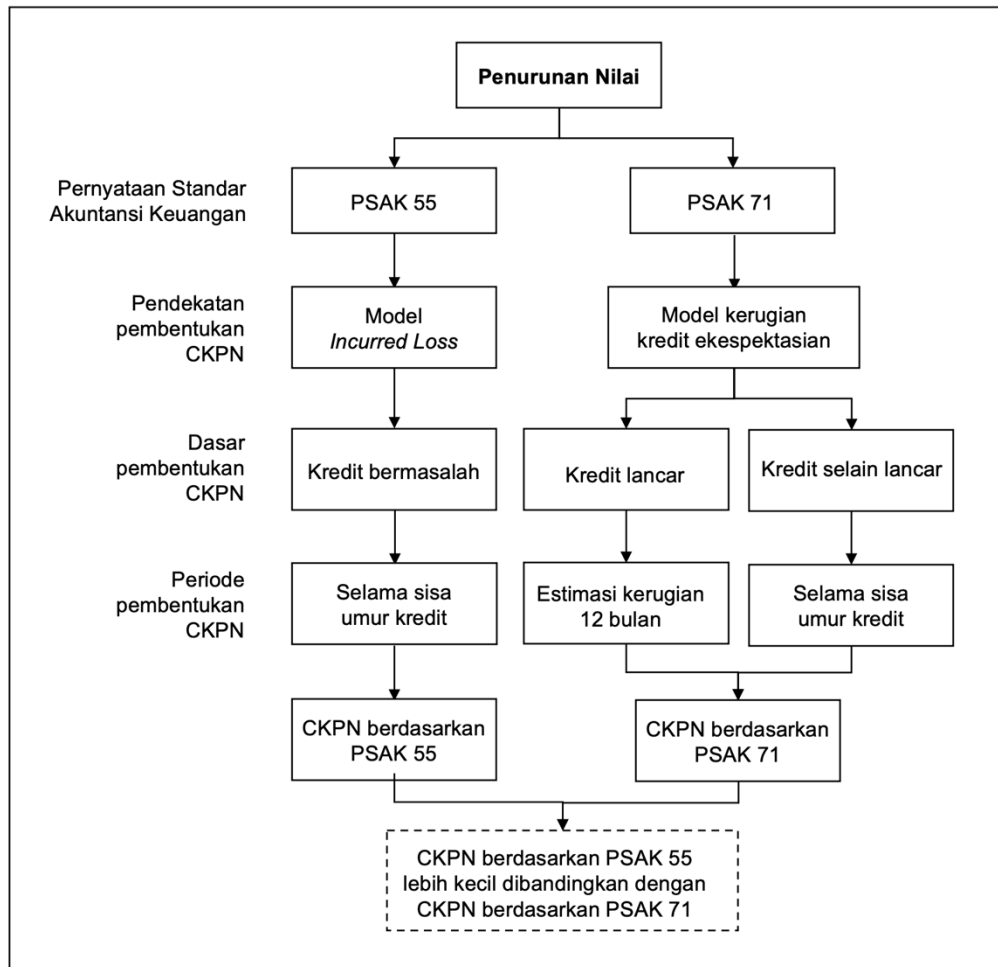 Penurunan Nilai
Pernyataan Standar
Akuntansi Keuangan
PSAK 55
PSAK 71
Pendekatan
pembentukan
CKPN
Model
Incurred Loss
Model kerugian
kredit ekespektasian
Dasar
pembentukan
CKPN
Kredit bermasalah
Kredit lancar
Kredit selain lancar
Periode
pembentukan
CKPN
Selama sisa
umur kredit
Estimasi kerugian
12 bulan
Selama sisa
umur kredit
CKPN berdasarkan
PSAK 55
CKPN berdasarkan
PSAK 71
CKPN berdasarkan PSAK 55
lebih kecil dibandingkan dengan
CKPN berdasarkan PSAK 71